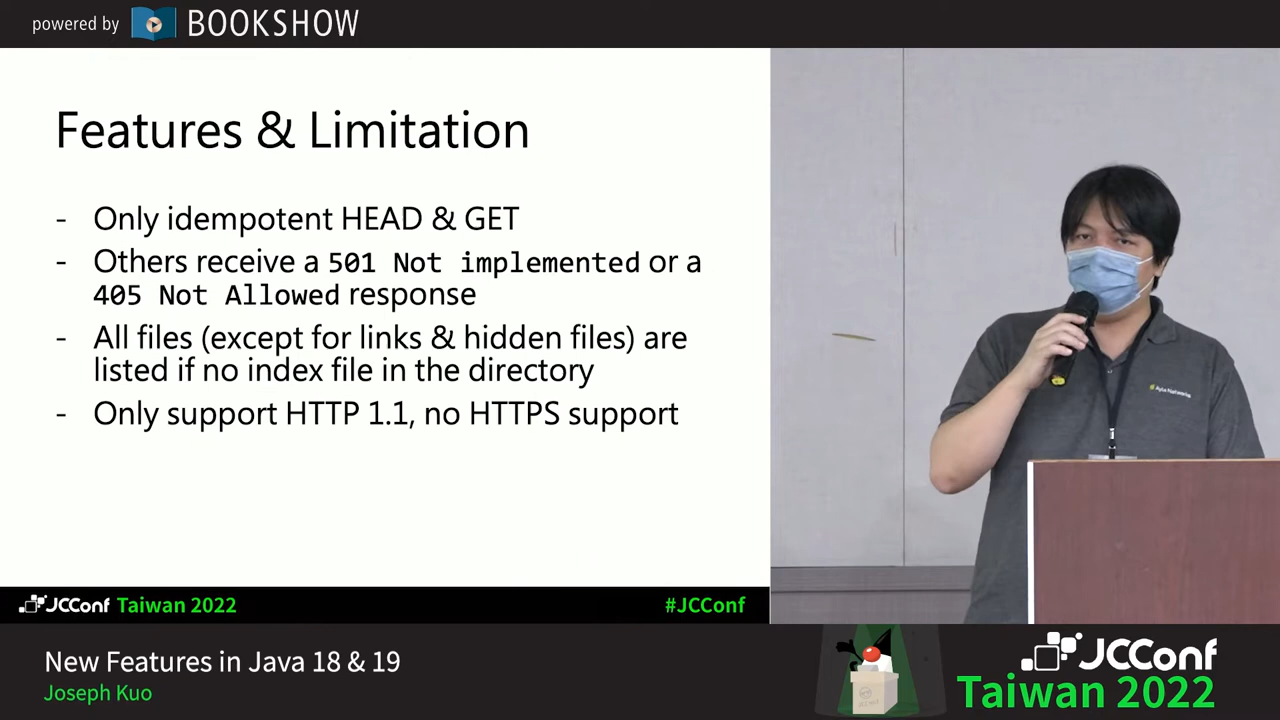 powered by BOOKSHOW
Features & Limitation
- Only idempotent HEAD & GET
- Others receive a 501 Not implemented or a
405 Not Allowed response
- All files (except for links & hidden files) are
listed if no index file in the directory
- Only support HTTP 1.1, no HTTPS support
JCConf Taiwan 2022
#JCConf
New Features in Java 18 & 19
Joseph Kuo
JCConf
Taiwan 2022